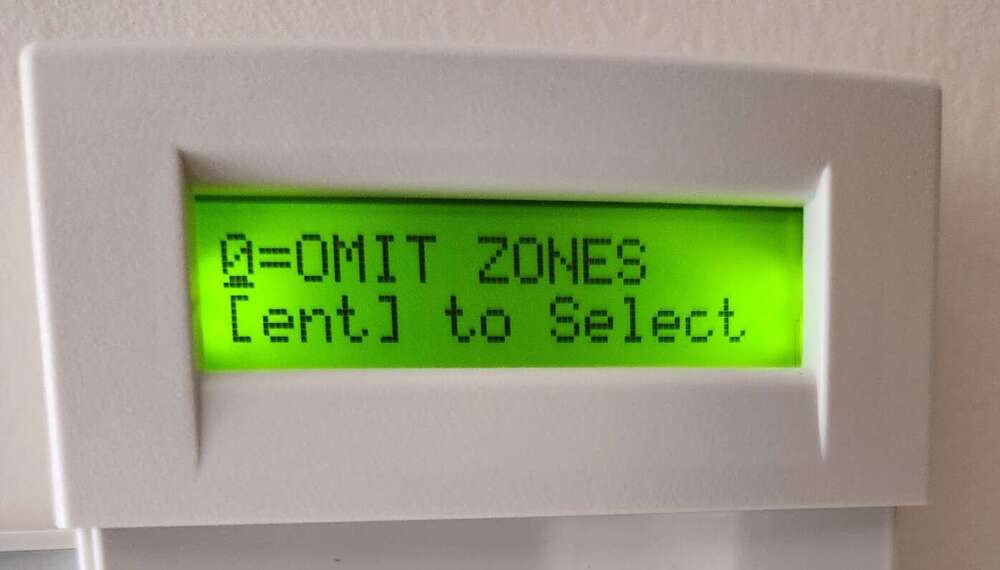 0=OMIT ZONES
[ent] to Select